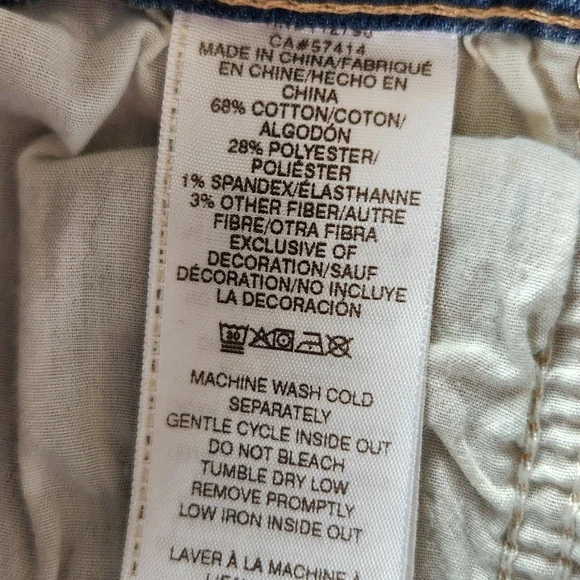 CA#57414
MADE IN CHINA/FABRIQUÉ
EN CHINE/HECHO EN
CHINA
68% COTTON/COTON/
ALGODÓN
28% POLYESTER/
POLIÉSTER
1% SPANDEX/ÉLASTHANNE
3% OTHER FIBER/AUTRE
FIBRE/OTRA FIBRA
EXCLUSIVE OF
DECORATION/SAUF
DÉCORATION/NO INCLUYE
LA DECORACIÓN
30
MACHINE WASH COLD
SEPARATELY
GENTLE CYCLE INSIDE OUT
DO NOT BLEACH
TUMBLE DRY LOW
REMOVE PROMPTLY
LOW IRON INSIDE OUT
LAVER À LA MACHINE À